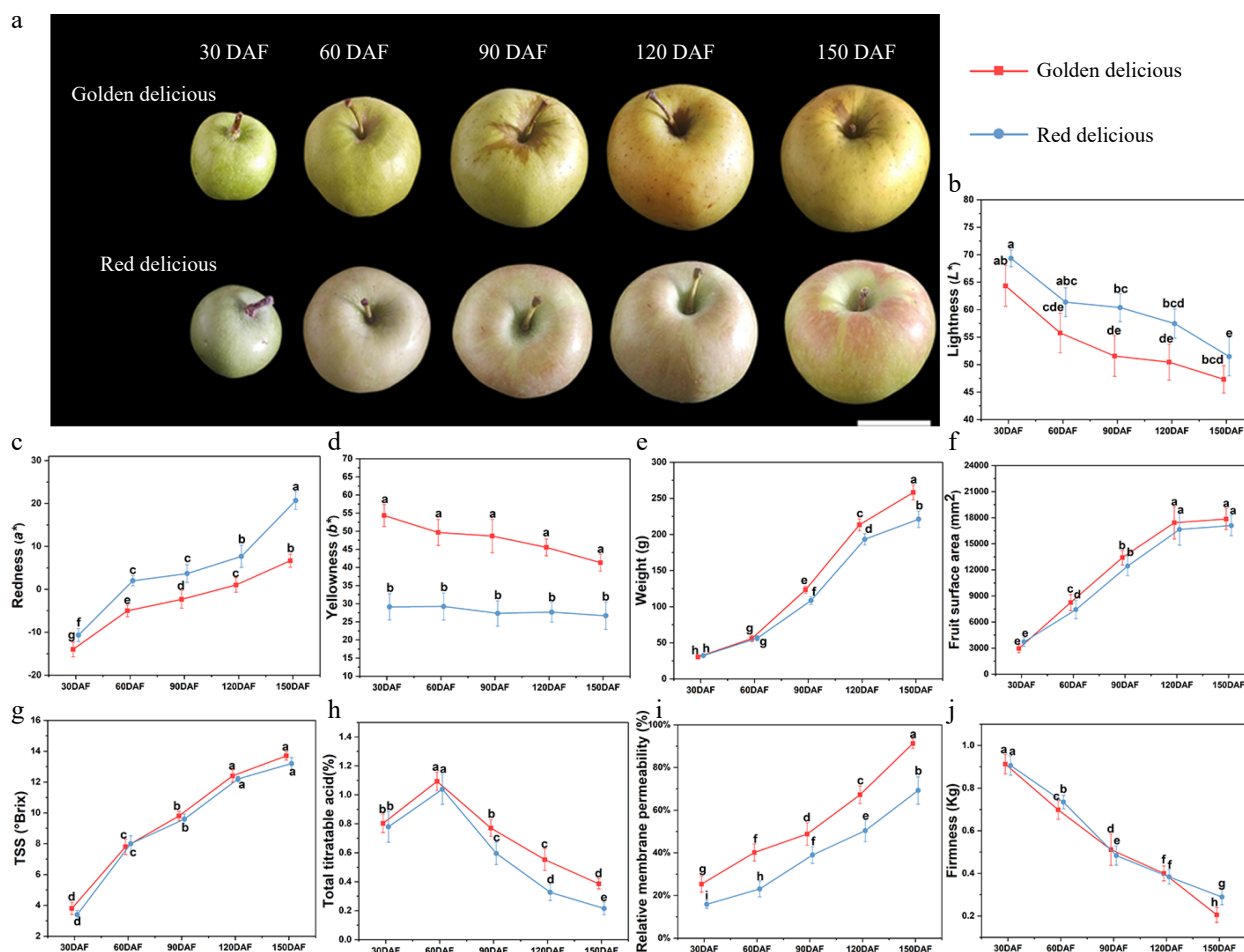 a
30 DAF 60 DAF 90 DAF 120 DAF 150 DAF
Golden delicious
Red delicious
Golden delicious
Red delicious
b
Lightness (L*)
80
75
70
65
60
55
50
45
40
a
ab
abc
cde
bc
de
bcd
de
e
bcd
30DAF 60DAF 90DAF 120DAF 150DAF
c
Redness (a*)
30
20
10
0
-10
-20
f
g
c
e
c
d
b
c
a
b
30DAF 60DAF 90DAF 120DAF 150DAF
d
Yellowness (b*)
70
65
60
55
50
45
40
35
30
25
20
15
10
a a a a a
b b b b b
30DAF 60DAF 90DAF 120DAF 150DAF
e
Weight (g)
300
250
200
150
100
50
0
h h
g
g
e
f
c
d
a
b
30DAF 60DAF 90DAF 120DAF 150DAF
f
Fruit surface area (mm2)
24000
21000
18000
15000
12000
9000
6000
3000
0
e e
c
d
b
b
a
a
a
a
30DAF 60DAF 90DAF 120DAF 150DAF
g
TSS (°Brix)
16
14
12
10
8
6
4
2
d
d
c
c
b
b
a
a
a
a
30DAF 60DAF 90DAF 120DAF 150DAF
h
Total titratable acid(%)
1.4
1.2
1.0
0.8
0.6
0.4
0.2
0.0
b b
a a
b
c
c
d
d
e
30DAF 60DAF 90DAF 120DAF 150DAF
i
Relative membrane permeability (%)
100%
80%
60%
40%
20%
0%
g
i
f
h
d
f
c
e
a
b
30DAF 60DAF 90DAF 120DAF 150DAF
j
Firmness (Kg)
1.0
0.8
0.6
0.4
0.2
a a
b
c
d
e
f f
g
h
30DAF 60DAF 90DAF 120DAF 150DAF